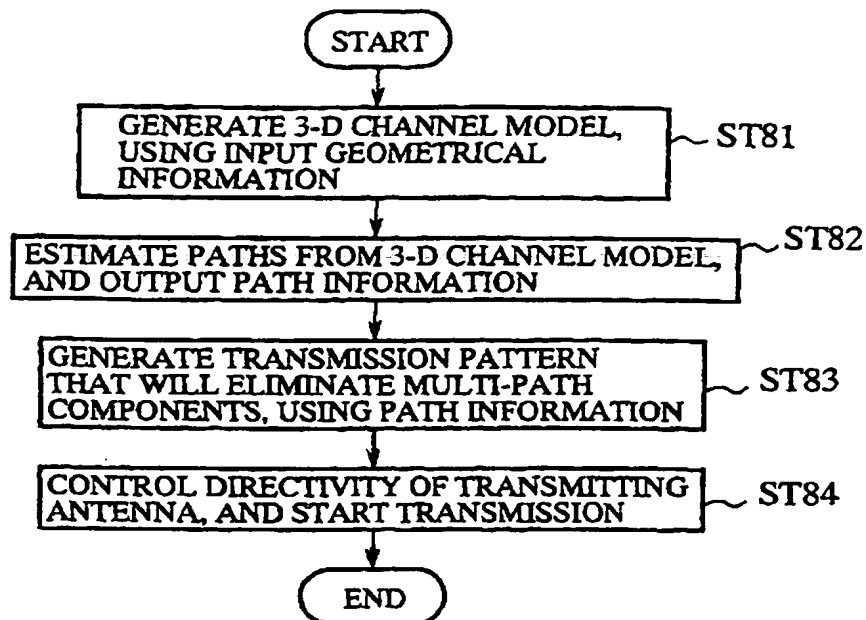 START
GENERATE 3-D CHANNEL MODEL,
USING INPUT GEOMETRICAL
INFORMATION
ST81
ESTIMATE PATHS FROM 3-D CHANNEL MODEL,
AND OUTPUT PATH INFORMATION
ST82
GENERATE TRANSMISSION PATTERN
THAT WILL ELIMINATE MULTI-PATH
COMPONENTS, USING PATH INFORMATION
ST83
CONTROL DIRECTIVITY OF TRANSMITTING
ANTENNA, AND START TRANSMISSION
ST84
END